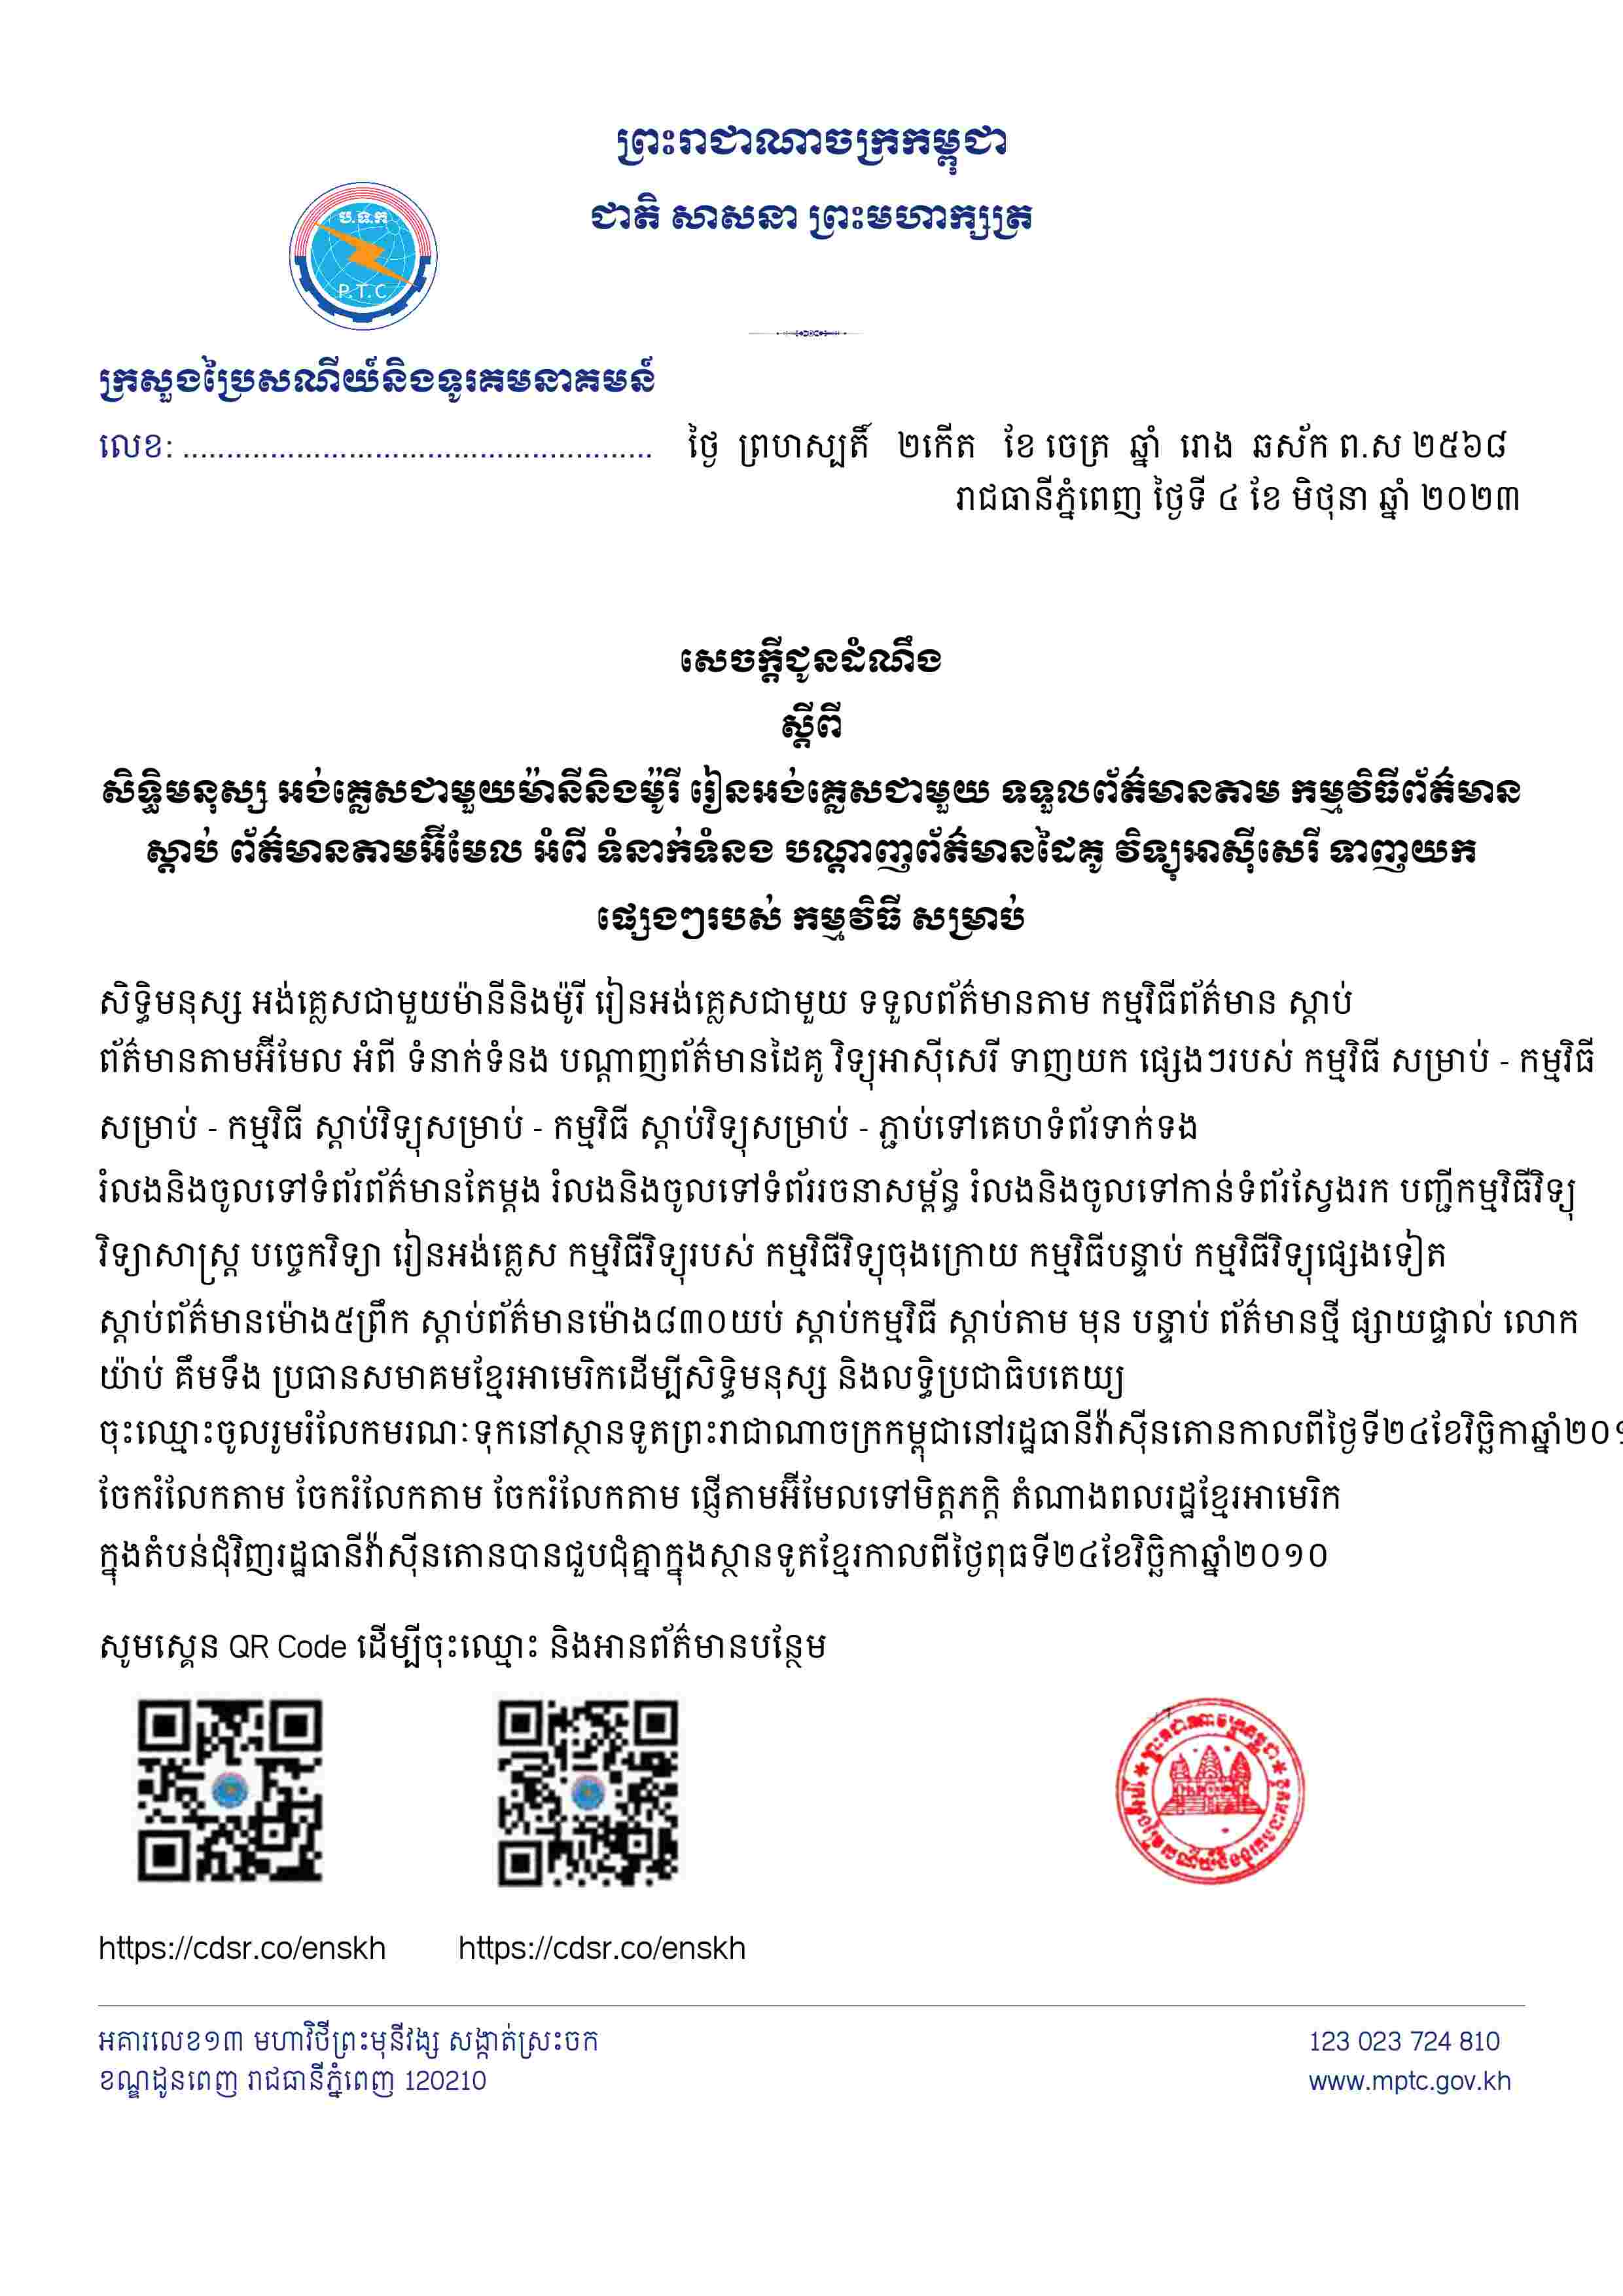 ព្រះរាជាណាចក្រកម្ពុជា
ជាតិ សាសនា ព្រះមហាក្សត្រ
ប.ទ.ក
P.T.C
ក្រសួងប្រៃសណីយ៍និងទូរគមនាគមន៍
លេខ: ......................................................
ថ្ងៃ ព្រហស្បតិ៍ ២កើត ខែ ចេត្រ ឆ្នាំ រោង ឆស័ក ព.ស ២៥៦៨
រាជធានីភ្នំពេញ ថ្ងៃទី ៤ ខែ មិថុនា ឆ្នាំ ២០២៣
សេចក្តីជូនដំណឹង
ស្តីពី
សិទ្ធិមនុស្ស អង់គ្លេសជាមួយម៉ានីនិងម៉ូរី រៀនអង់គ្លេសជាមួយ ទទួលព័ត៌មានតាម កម្មវិធីព័ត៌មាន
ស្តាប់ ព័ត៌មានតាមអ៊ីមែល អំពី ទំនាក់ទំនង បណ្តាញព័ត៌មានដៃគូ វិទ្យុអាស៊ីសេរី ទាញយក
ផ្សេងៗរបស់ កម្មវិធី សម្រាប់
សិទ្ធិមនុស្ស អង់គ្លេសជាមួយម៉ានីនិងម៉ូរី រៀនអង់គ្លេសជាមួយ ទទួលព័ត៌មានតាម កម្មវិធីព័ត៌មាន ស្តាប់
ព័ត៌មានតាមអ៊ីមែល អំពី ទំនាក់ទំនង បណ្តាញព័ត៌មានដៃគូ វិទ្យុអាស៊ីសេរី ទាញយក ផ្សេងៗរបស់ កម្មវិធី សម្រាប់ - កម្មវិធី
សម្រាប់ - កម្មវិធី ស្តាប់វិទ្យុសម្រាប់ - កម្មវិធី ស្តាប់វិទ្យុសម្រាប់ - ភ្ជាប់ទៅគេហទំព័រទាក់ទង
រំលងនិងចូលទៅទំព័រព័ត៌មានតែម្តង រំលងនិងចូលទៅទំព័ររចនាសម្ព័ន្ធ រំលងនិងចូលទៅកាន់ទំព័រស្វែងរក បញ្ជីកម្មវិធីវិទ្យុ
វិទ្យាសាស្ត្រ បច្ចេកវិទ្យា រៀនអង់គ្លេស កម្មវិធីវិទ្យុរបស់ កម្មវិធីវិទ្យុចុងក្រោយ កម្មវិធីបន្ទាប់ កម្មវិធីវិទ្យុផ្សេងទៀត
ស្តាប់ព័ត៌មានម៉ោង៥ព្រឹក ស្តាប់ព័ត៌មានម៉ោង៨៣០យប់ ស្តាប់កម្មវិធី ស្តាប់តាម មុន បន្ទាប់ ព័ត៌មានថ្មី ផ្សាយផ្ទាល់ លោក
យ៉ាប់ គឹមទឹង ប្រធានសមាគមខ្មែរអាមេរិកដើម្បីសិទ្ធិមនុស្ស និងលទ្ធិប្រជាធិបតេយ្យ
ចុះឈ្មោះចូលរួមរំលែកមរណៈទុកនៅស្ថានទូតព្រះរាជាណាចក្រកម្ពុជានៅរដ្ឋធានីវ៉ាស៊ីនតោនកាលពីថ្ងៃទី២៤ខែវិច្ឆិកាឆ្នាំ២០១
ចែករំលែកតាម ចែករំលែកតាម ចែករំលែកតាម ផ្ញើតាមអ៊ីមែលទៅមិត្តភក្តិ តំណាងពលរដ្ឋខ្មែរអាមេរិក
ក្នុងតំបន់ជុំវិញរដ្ឋធានីវ៉ាស៊ីនតោនបានជួបជុំគ្នាក្នុងស្ថានទូតខ្មែរកាលពីថ្ងៃពុធទី២៤ខែវិច្ឆិកាឆ្នាំ២០១០
សូមស្គេន QR Code ដើម្បីចុះឈ្មោះ និងអានព័ត៌មានបន្ថែម
ព្រះរាជាណាចក្រកម្ពុជា
ក្រសួងប្រៃសណីយ៍និងទូរគមនាគមន៍
https://cdsr.co/enskh https://cdsr.co/enskh
អគារលេខ១៣ មហាវិថីព្រះមុនីវង្ស សង្កាត់ស្រះចក
ខណ្ឌដូនពេញ រាជធានីភ្នំពេញ 120210
123 023 724 810
www.mptc.gov.kh